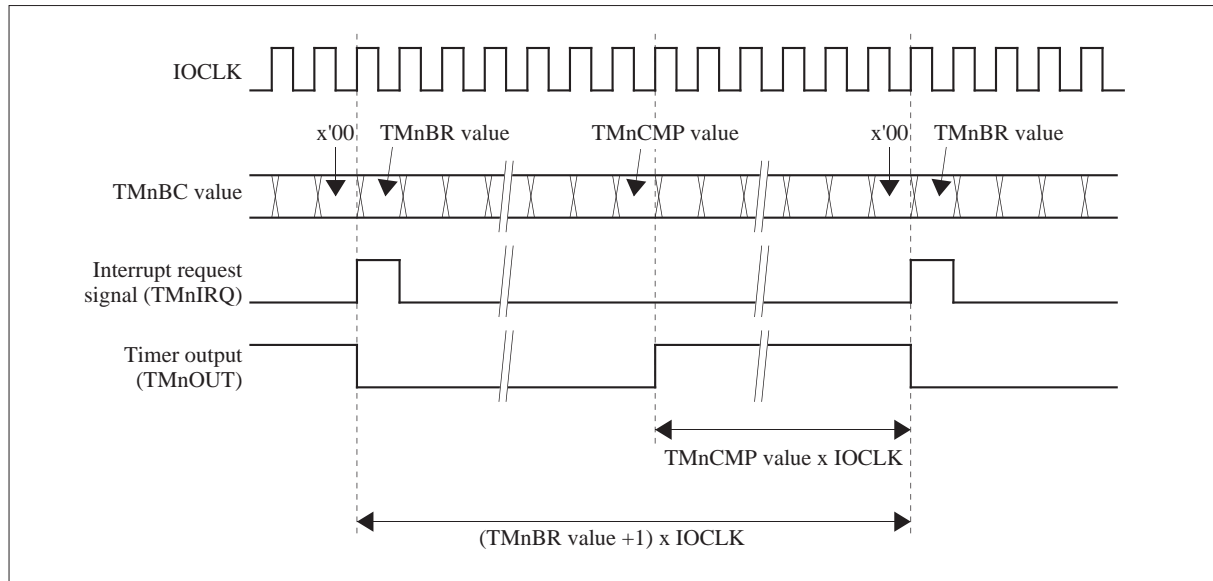 IOCLK
x'00
TMnBR value
TMnCMP value
x'00
TMnBR value
TMnBC value
Interrupt request
signal (TMnIRQ)
Timer output
(TMnOUT)
TMnCMP value x IOCLK
(TMnBR value +1) x IOCLK